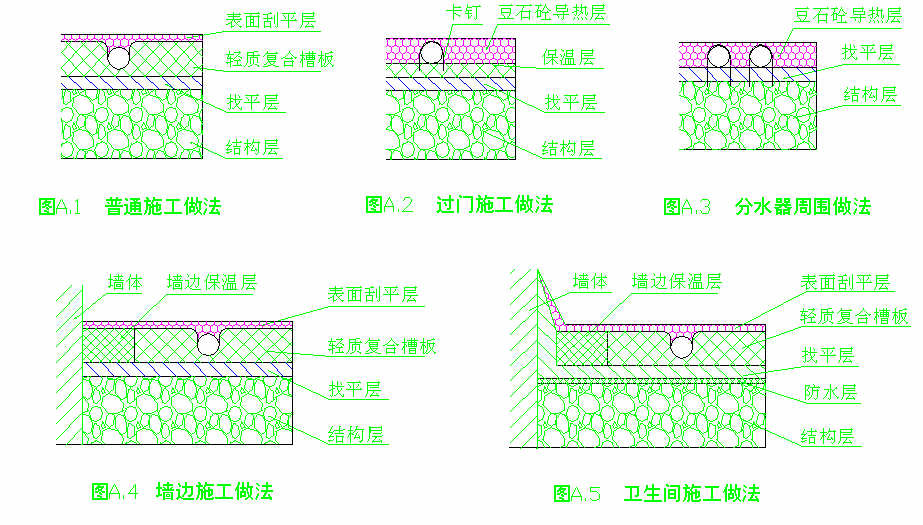 表面刮平层
轻质复合槽板
找平层
结构层
图A.1 普通施工做法
卡钉
豆石砼导热层
保温层
找平层
结构层
图A.2 过门施工做法
豆石砼导热层
找平层
结构层
图A.3 分水器周围做法
墙体
墙边保温层
表面刮平层
轻质复合槽板
找平层
结构层
图A.4 墙边施工做法
墙体
墙边保温层
表面刮平层
轻质复合槽板
找平层
防水层
结构层
图A.5 卫生间施工做法